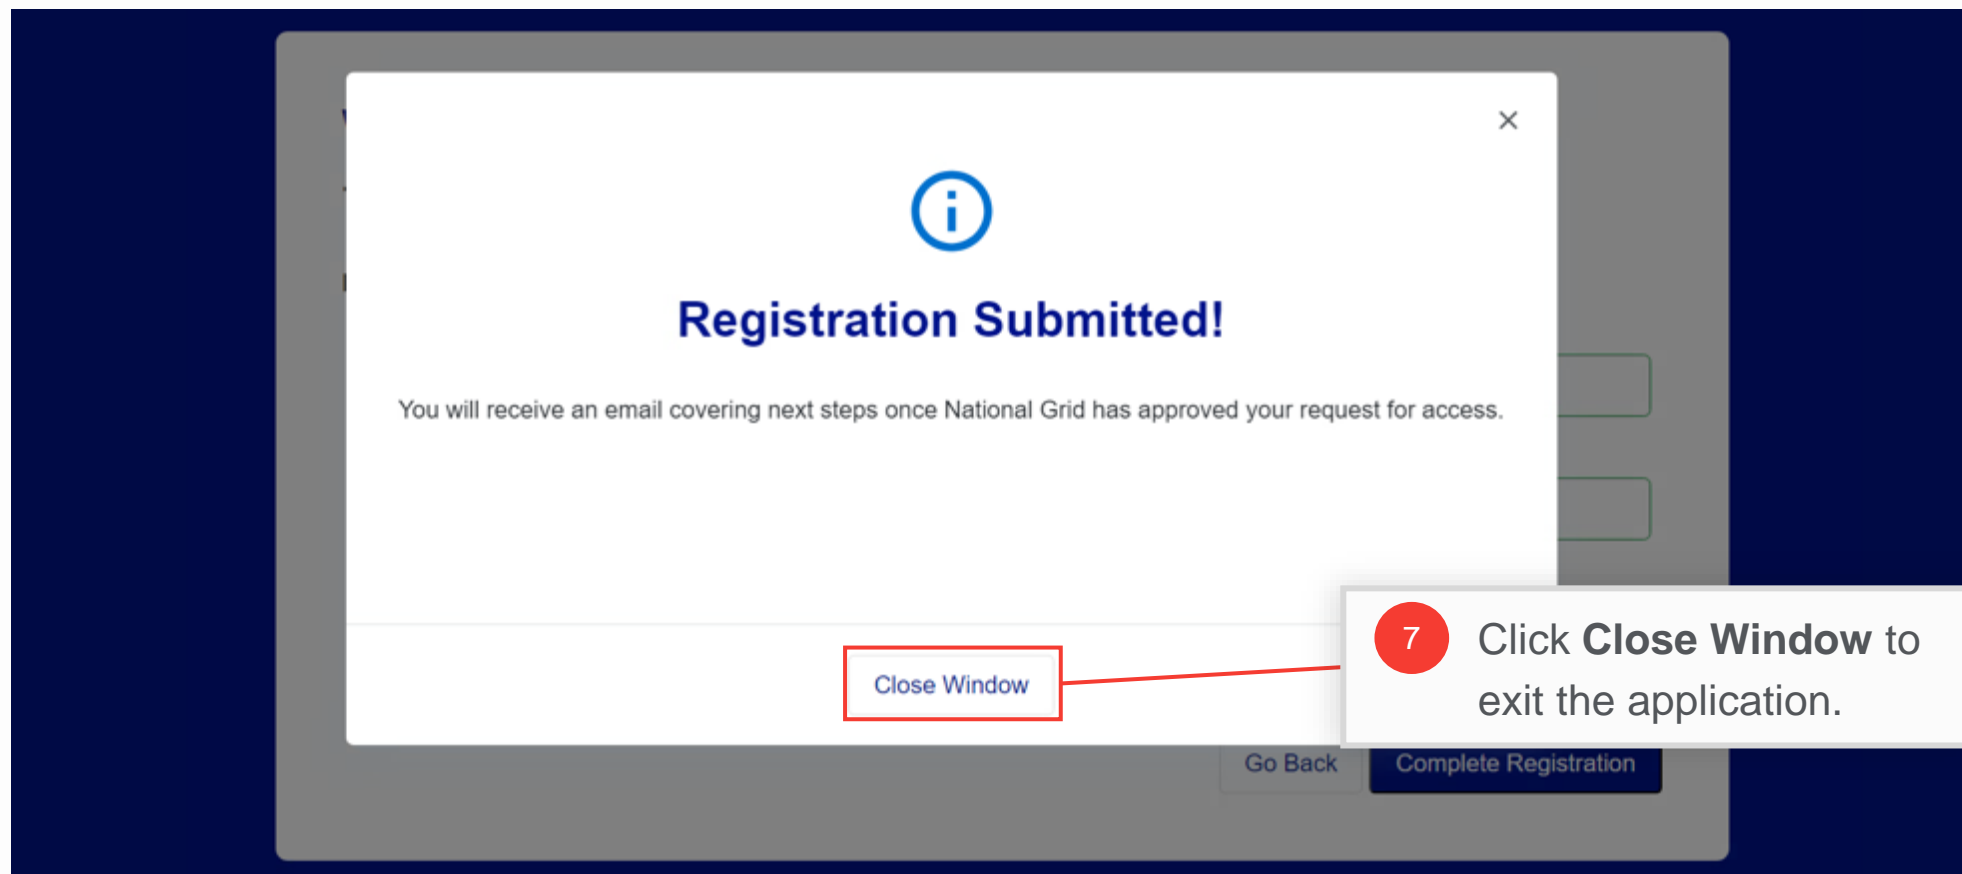 ×
Registration Submitted!
You will receive an email covering next steps once National Grid has approved your request for access.
Close Window
7
Click Close Window to
exit the application.
Go Back
Complete Registration